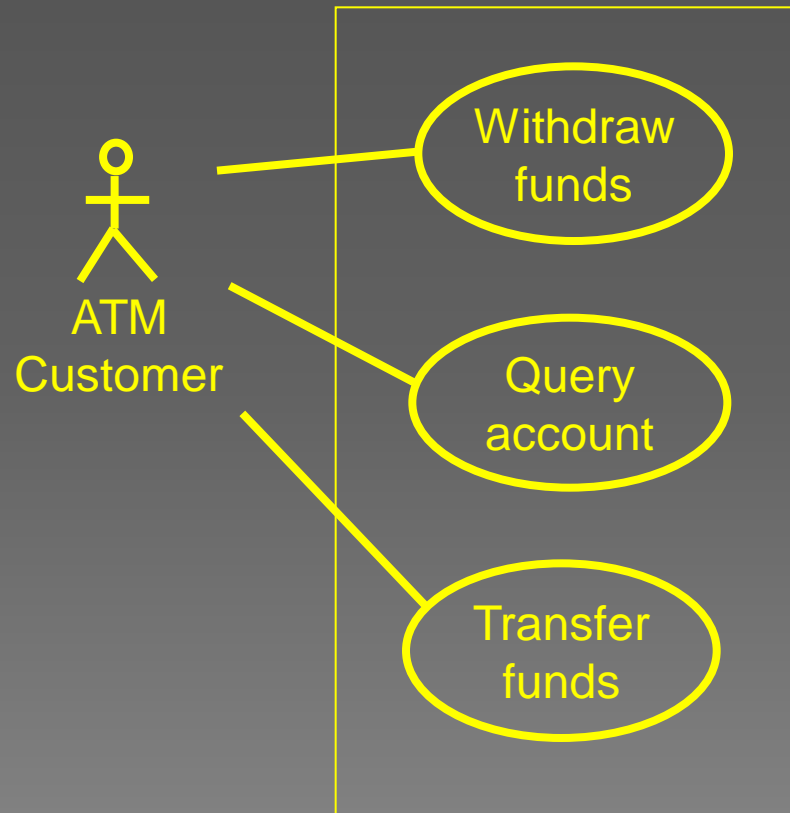 Withdraw
funds
ATM
Customer
Query
account
Transfer
funds